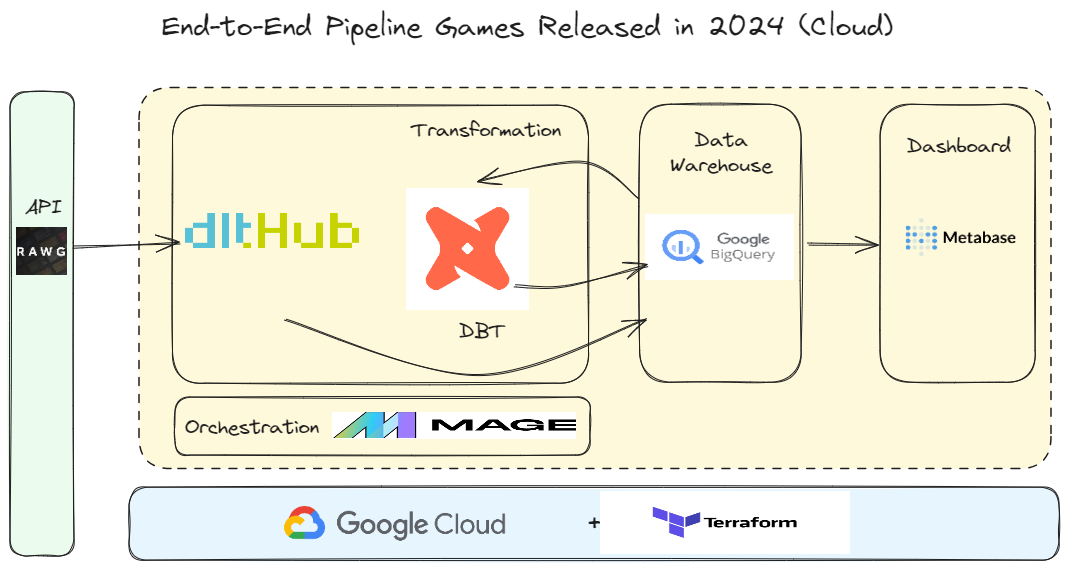 End-to-End Pipeline Games Released in 2024 (Cloud)
API
RAWG
Transformation
dltHub
DBT
Data
Warehouse
Google
BigQuery
Dashboard
Metabase
Orchestration
MAGE
Google Cloud
+
Terraform